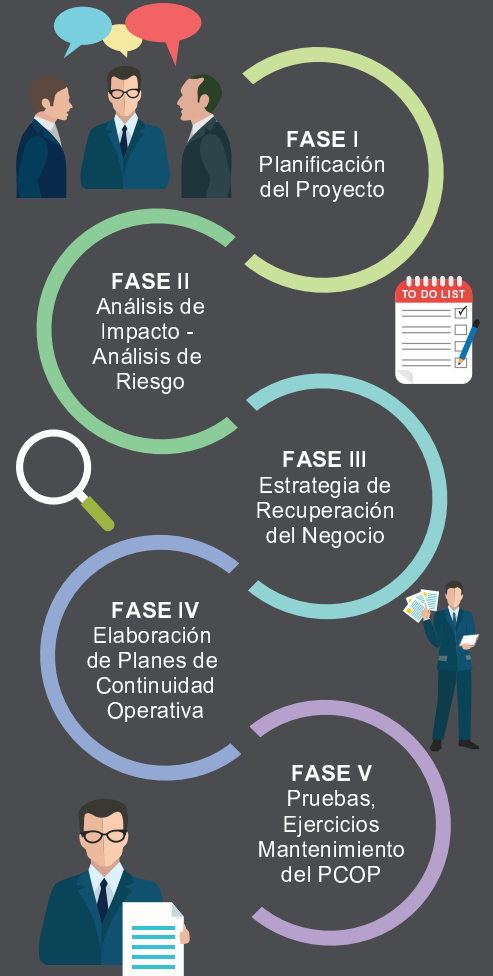 FASE I
Planificación
del Proyecto
FASE II
Análisis de
Impacto -
Análisis de
Riesgo
TO DO LIST
FASE III
Estrategia de
Recuperación
del Negocio
FASE IV
Elaboración
de Planes de
Continuidad
Operativa
FASE V
Pruebas,
Ejercicios
Mantenimiento
del PCOP